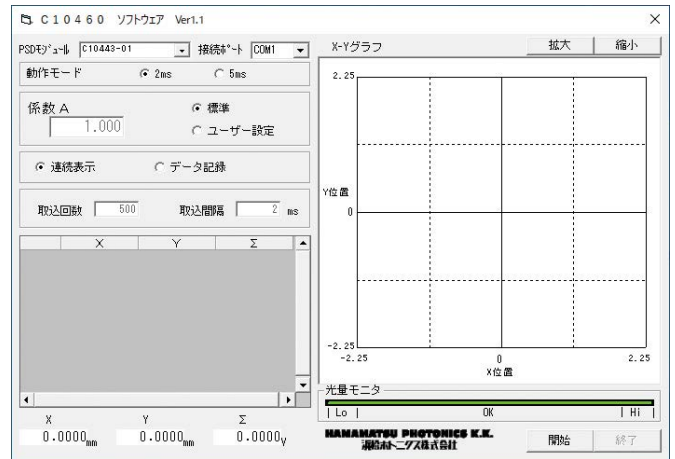 C10460 ソフトウェア Ver1.1
PSDモジュール C10443-01 接続ポート COM1
動作モード 2ms 5ms
係数 A 標準
1.000 ユーザー設定
連続表示 データ記録
取込回数 500 取込間隔 2 ms
X Y Σ
X Y Σ
0.0000mm 0.0000mm 0.0000V
X-Yグラフ 拡大 縮小
2.25
Y位置
0
-2.25
-2.25 0 2.25
X位置
光量モニタ
| Lo | OK | Hi |
HAMAMATSU PHOTONICS K.K.
浜松ホトニクス株式会社
開始 終了